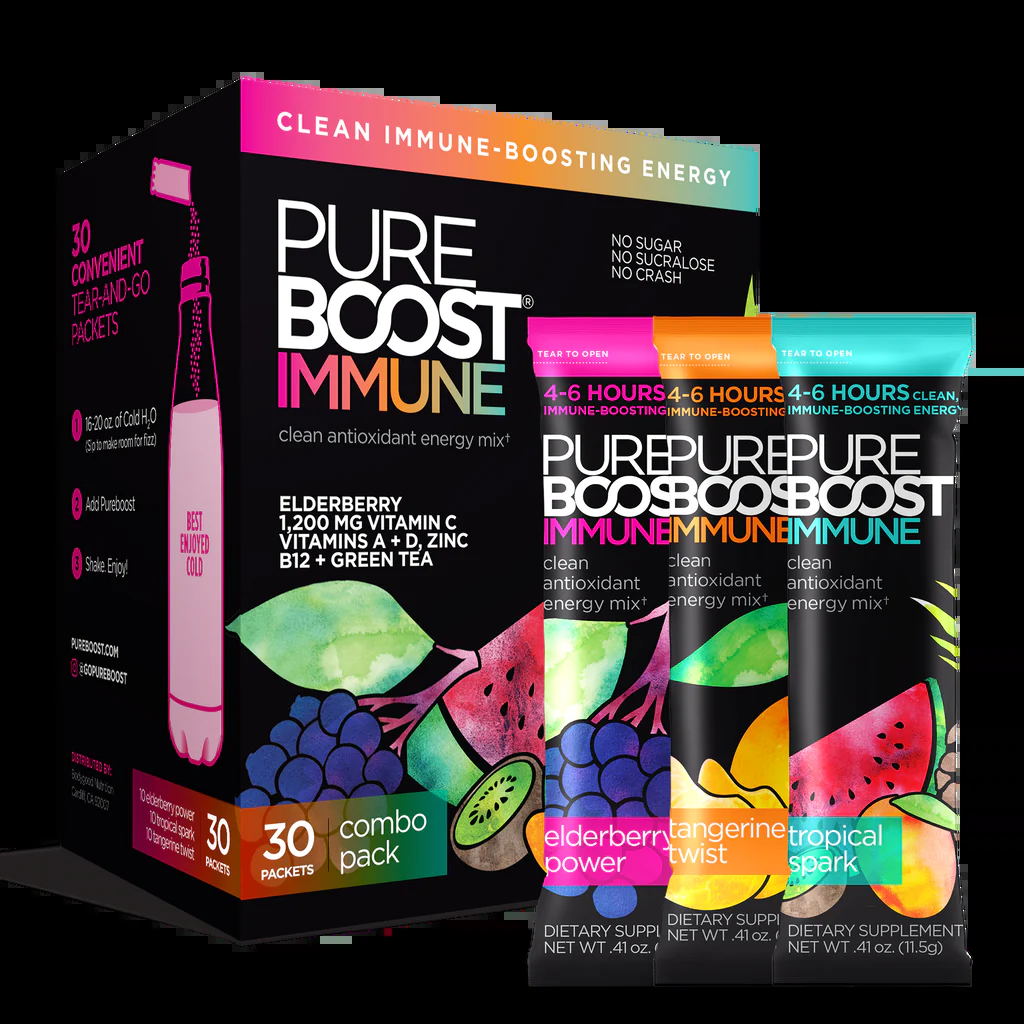 CLEAN IMMUNE-BOOSTING ENERGY
PURE
BOOST®
IMMUNE
clean antioxidant energy mix†
NO SUGAR
NO SUCRALOSE
NO CRASH
ELDERBERRY
1,200 MG VITAMIN C
VITAMINS A + D, ZINC
B12 + GREEN TEA
30
PACKETS
combo
pack
30
CONVENIENT
TEAR-AND-GO
PACKETS
1 16-20 oz. of Cold H₂O
(Sip to make room for fizz)
2 Add Pureboost
3 Shake. Enjoy!
BEST
ENJOYED
COLD
PUREBOOST.COM
@GOPUREBOOST
DISTRIBUTED BY:
Bodygood Nutrition
Cardiff, CA 92007
10 elderberry power
10 tropical spark
10 tangerine twist
30
PACKETS
TEAR TO OPEN
4-6 HOURS
IMMUNE-BOOSTING
PURE
BOOS
IMMUNE
clean
antioxidant
energy mix†
elderberry
power
DIETARY SUPPL
NET WT .41 oz. (
TEAR TO OPEN
4-6 HOURS
IMMUNE-BOOSTING
PURE
BOOS
IMMUNE
clean
antioxidant
energy mix†
tangerine
twist
DIETARY SUPPL
NET WT .41 oz. (
TEAR TO OPEN
4-6 HOURS CLEAN,
IMMUNE-BOOSTING ENERGY
PURE
BOOST
IMMUNE
clean
antioxidant
energy mix†
tropical
spark
DIETARY SUPPLEMENT
NET WT .41 oz. (11.5g)